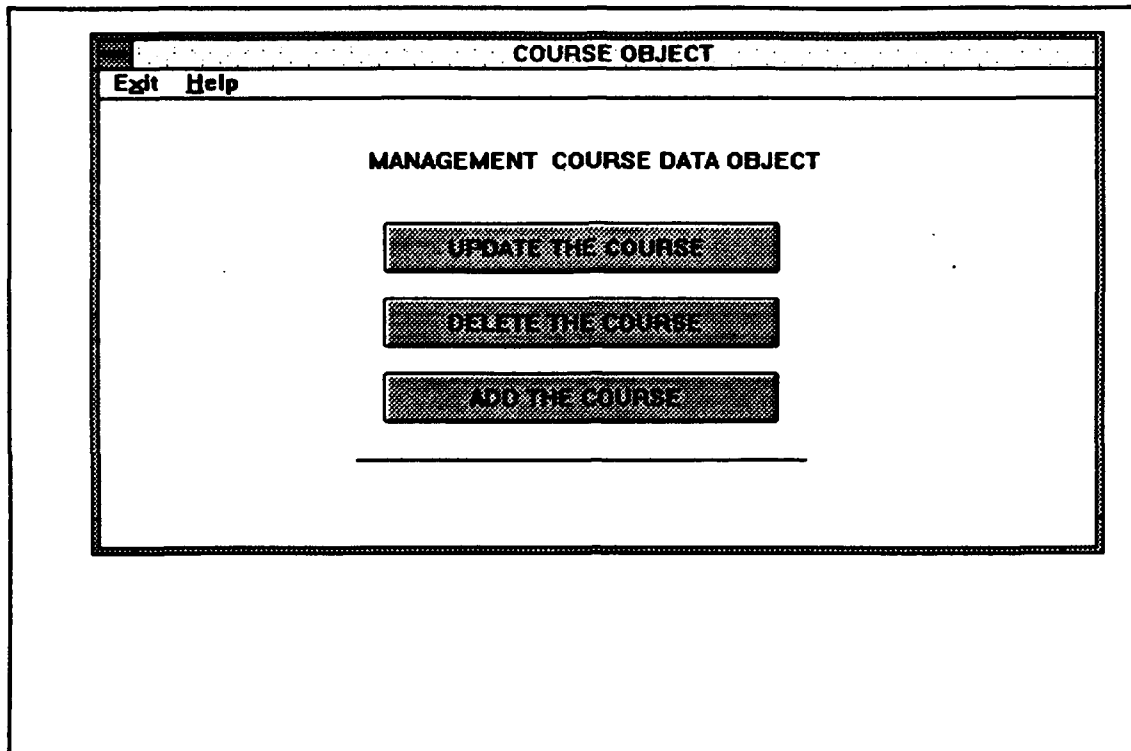 COURSE OBJECT
Exit Help
MANAGEMENT COURSE DATA OBJECT
UPDATE THE COURSE
DELETE THE COURSE
ADD THE COURSE